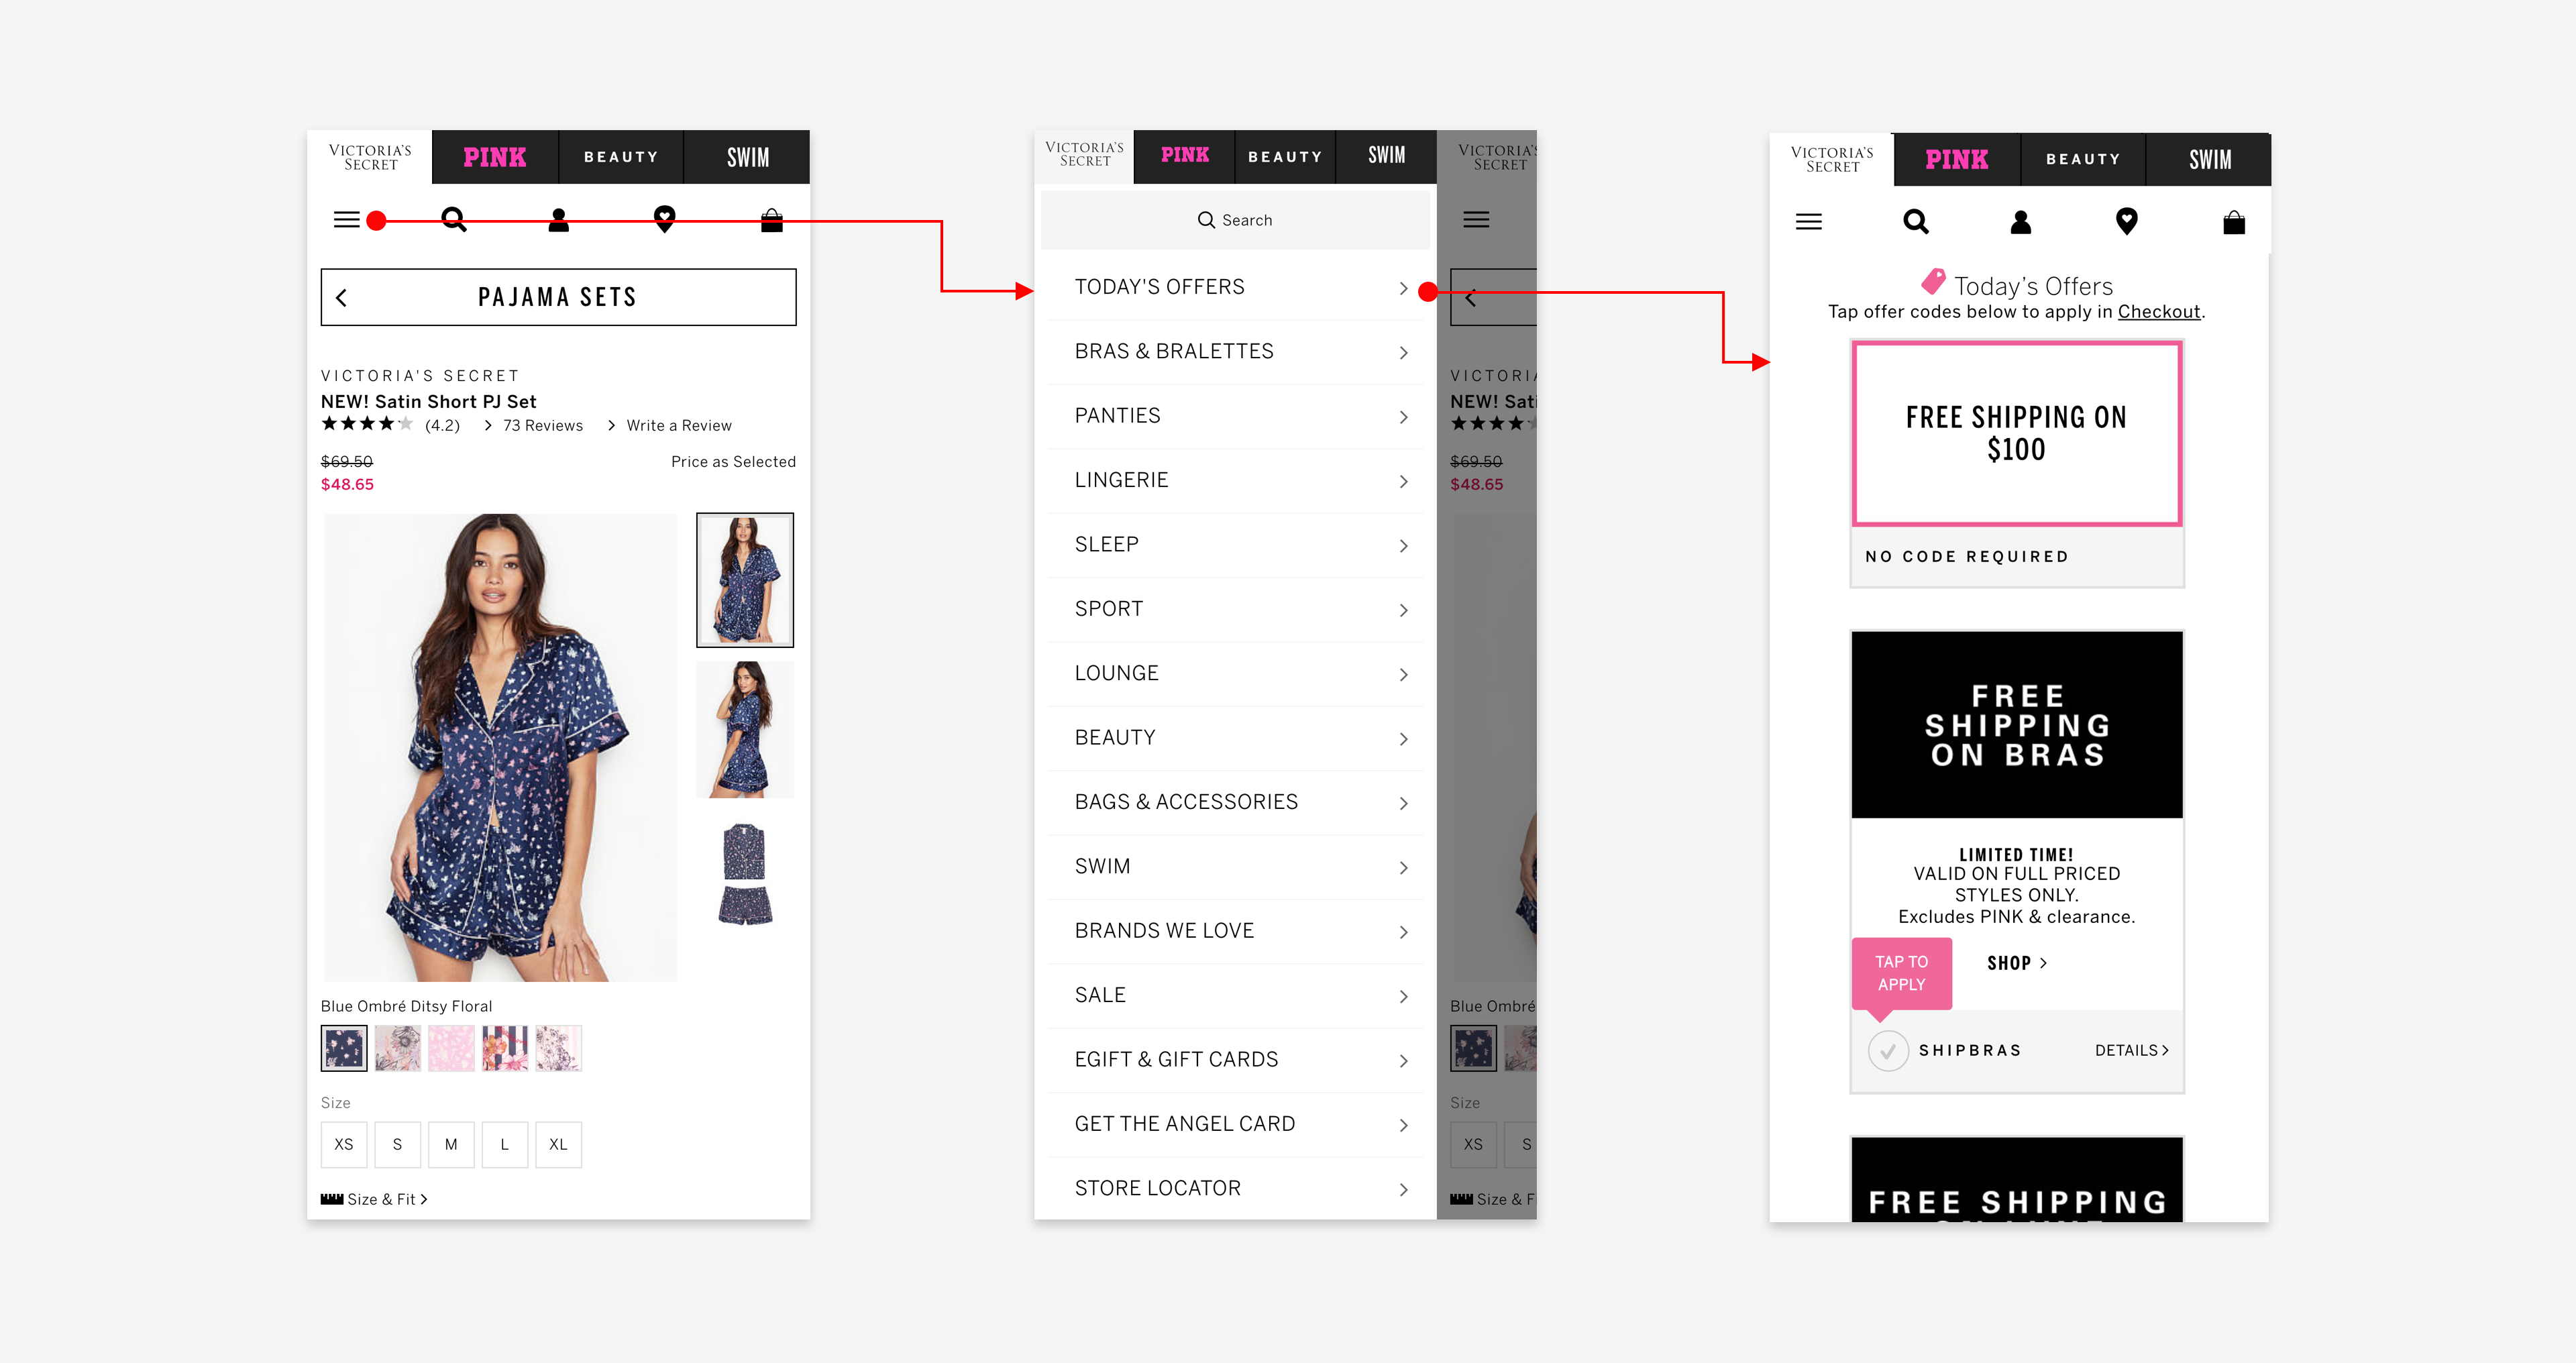 VICTORIA'S
SECRET
PINK
BEAUTY
SWIM
PAJAMA SETS
VICTORIA'S SECRET
NEW! Satin Short PJ Set
(4.2) > 73 Reviews > Write a Review
$69.50
Price as Selected
$48.65
Blue Ombré Ditsy Floral
Size
XS S M L XL
Size & Fit >
VICTORIA'S
SECRET
PINK
BEAUTY
SWIM
Search
TODAY'S OFFERS
BRAS & BRALETTES
PANTIES
LINGERIE
SLEEP
SPORT
LOUNGE
BEAUTY
BAGS & ACCESSORIES
SWIM
BRANDS WE LOVE
SALE
EGIFT & GIFT CARDS
GET THE ANGEL CARD
STORE LOCATOR
VICTORIA'S
SECRET
VICTORIA
NEW! Sati
$69.50
$48.65
Blue Ombré
Size
XS S
Size & F
VICTORIA'S
SECRET
PINK
BEAUTY
SWIM
Today's Offers
Tap offer codes below to apply in Checkout.
FREE SHIPPING ON
$100
NO CODE REQUIRED
FREE
SHIPPING
ON BRAS
LIMITED TIME!
VALID ON FULL PRICED
STYLES ONLY.
Excludes PINK & clearance.
TAP TO
APPLY
SHOP >
SHIPBRAS
DETAILS >
FREE SHIPPING